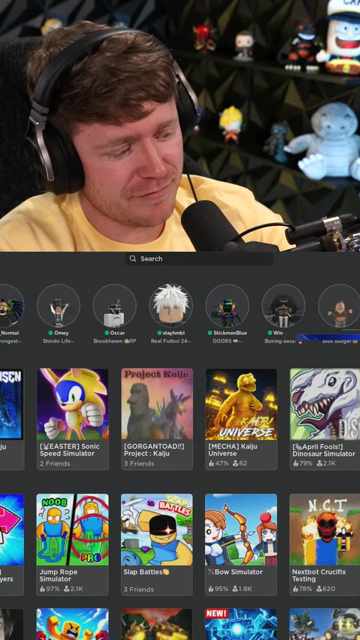 Search
Normal
Omey
Oscar
stayhmbl
StickmanBlue
Win
Shindo Life--
Brookhaven 🏡RP
Real Futbol 24--
DOORS 👁--
Project Kaiju
KAIJU
UNIVERSE
[🐰EASTER] Sonic
Speed Simulator
2 Friends
[GORGANTOAD!!]
Project : Kaiju
3 Friends
[MECHA] Kaiju
Universe
47% 62
April Fools!]
Dinosaur Simulator
79% 2.1K
NOOB
PRO
SLAP
BATTLES
N.C.T
yers
Jump Rope
Simulator
97% 2.1K
Slap Battles👏
3 Friends
🏹Bow Simulator
95% 1.8K
Nextbot Crucifix
Testing
78% 620
NEW!